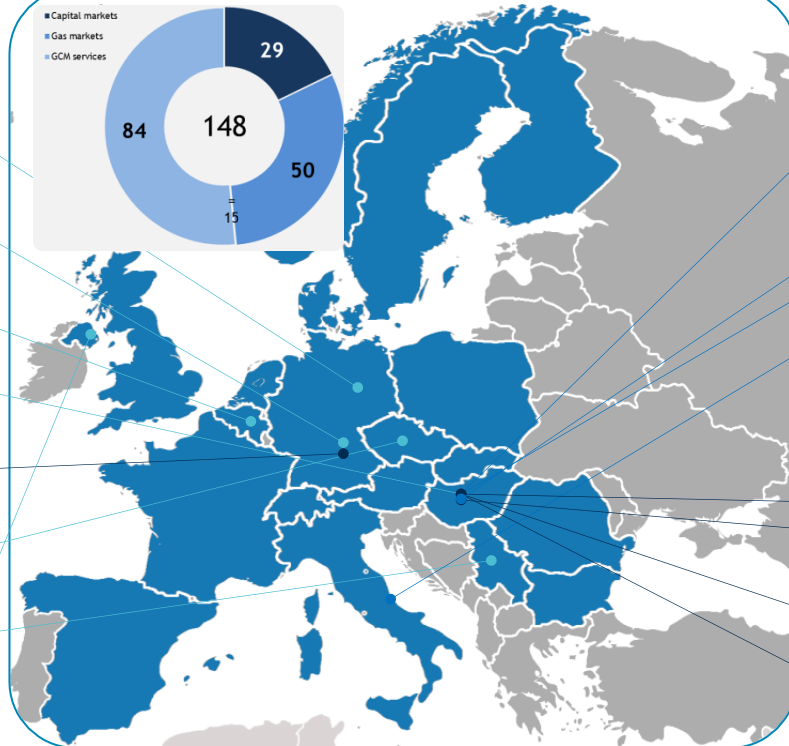 Capital markets
Gas markets
GCM services
29
84
148
50
=
15